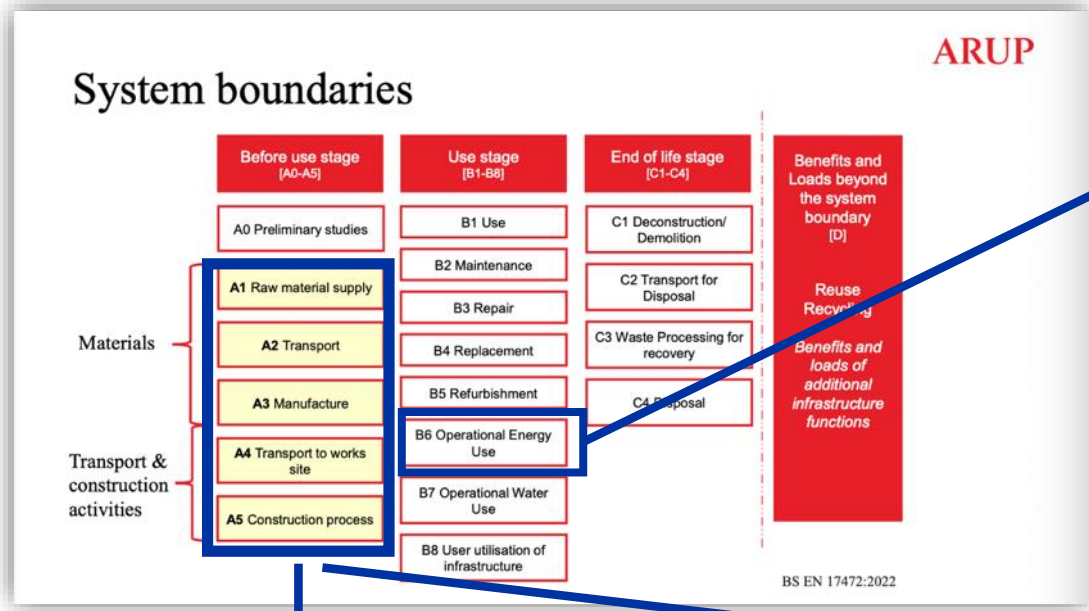 ARUP
System boundaries
Before use stage
[A0-A5]
A0 Preliminary studies
A1 Raw material supply
A2 Transport
A3 Manufacture
A4 Transport to works
site
A5 Construction process
Materials
Transport &
construction
activities
Use stage
[B1-B8]
B1 Use
B2 Maintenance
B3 Repair
B4 Replacement
B5 Refurbishment
B6 Operational Energy
Use
B7 Operational Water
Use
B8 User utilisation of
infrastructure
End of life stage
[C1-C4]
C1 Deconstruction/
Demolition
C2 Transport for
Disposal
C3 Waste Processing for
recovery
C4 Disposal
Benefits and
Loads beyond
the system
boundary
[D]
Reuse
Recycling
Benefits and
loads of
additional
infrastructure
functions
BS EN 17472:2022